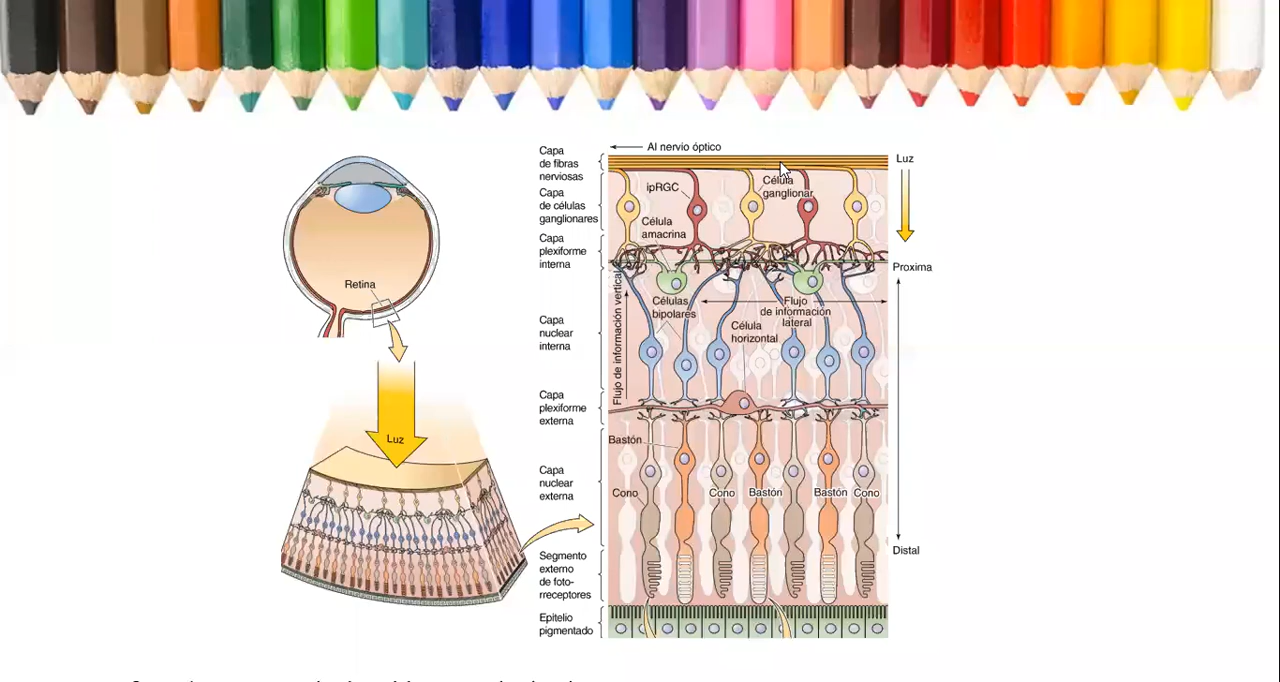 Retina
Luz
Capa
de fibras
nerviosas
Capa
de células
ganglionares
Capa
plexiforme
interna
Capa
nuclear
interna
Capa
plexiforme
externa
Capa
nuclear
externa
Segmento
externo
de foto-
rreceptores
Epitelio
pigmentado
Al nervio óptico
ipRGC
Célula
ganglionar
Célula
amacrina
Células
bipolares
Flujo
de información
lateral
Célula
horizontal
Flujo de información vertical
Bastón
Cono
Cono
Bastón
Bastón
Cono
Luz
Proxima
Distal